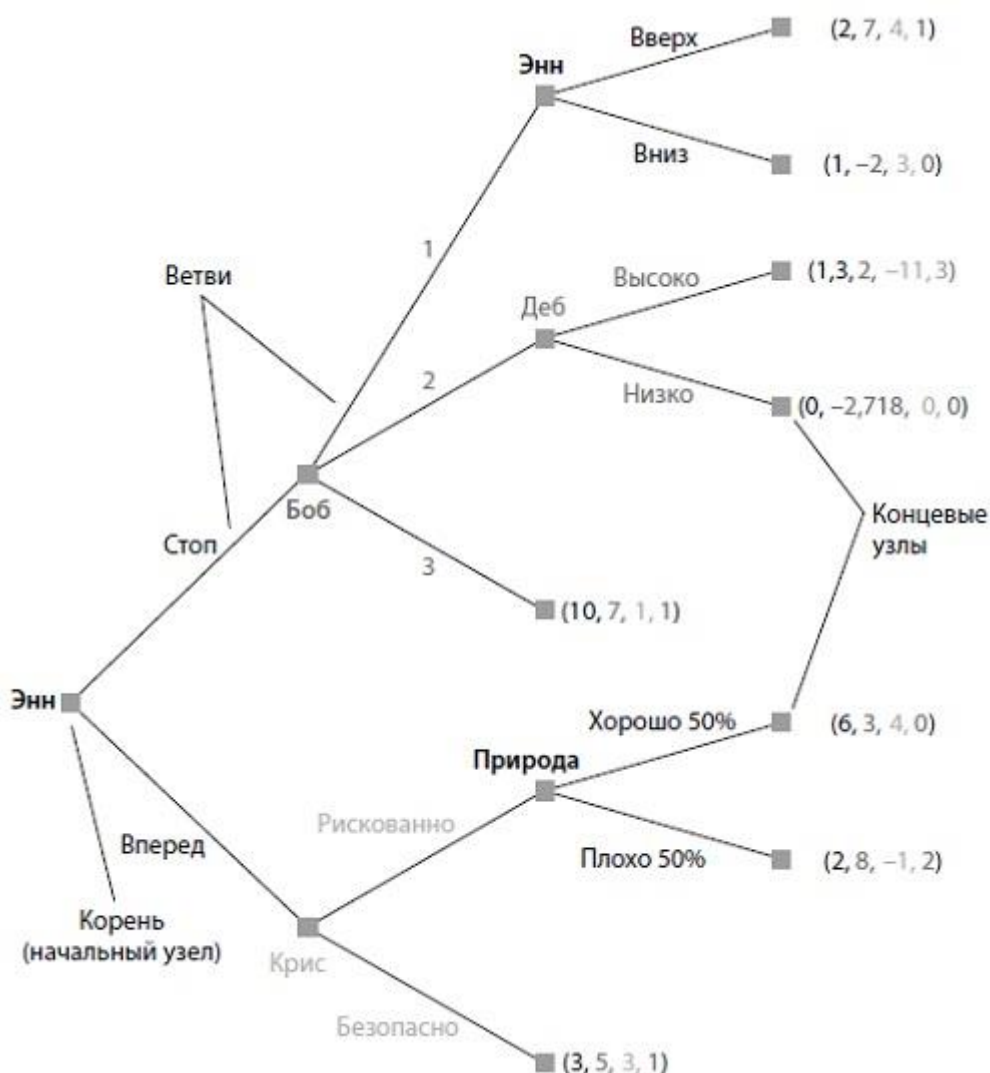 Вверх
(2, 7, 4, 1)
Энн
Вниз
(1, –2, 3, 0)
1
Ветви
Высоко
(1,3, 2, –11, 3)
Деб
2
Низко
(0, –2,718, 0, 0)
Боб
Концевые
узлы
Стоп
3
(10, 7, 1, 1)
Энн
Хорошо 50%
(6, 3, 4, 0)
Природа
Рискованно
Вперед
Плохо 50%
(2, 8, –1, 2)
Корень
(начальный узел)
Крис
Безопасно
(3, 5, 3, 1)